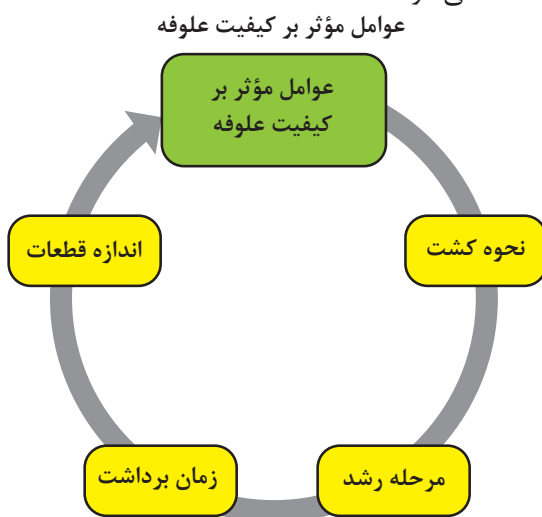 عوامل مؤثر بر کیفیت علوفه
عوامل مؤثر بر
کیفیت علوفه
نحوه کشت
مرحله رشد
زمان برداشت
اندازه قطعات